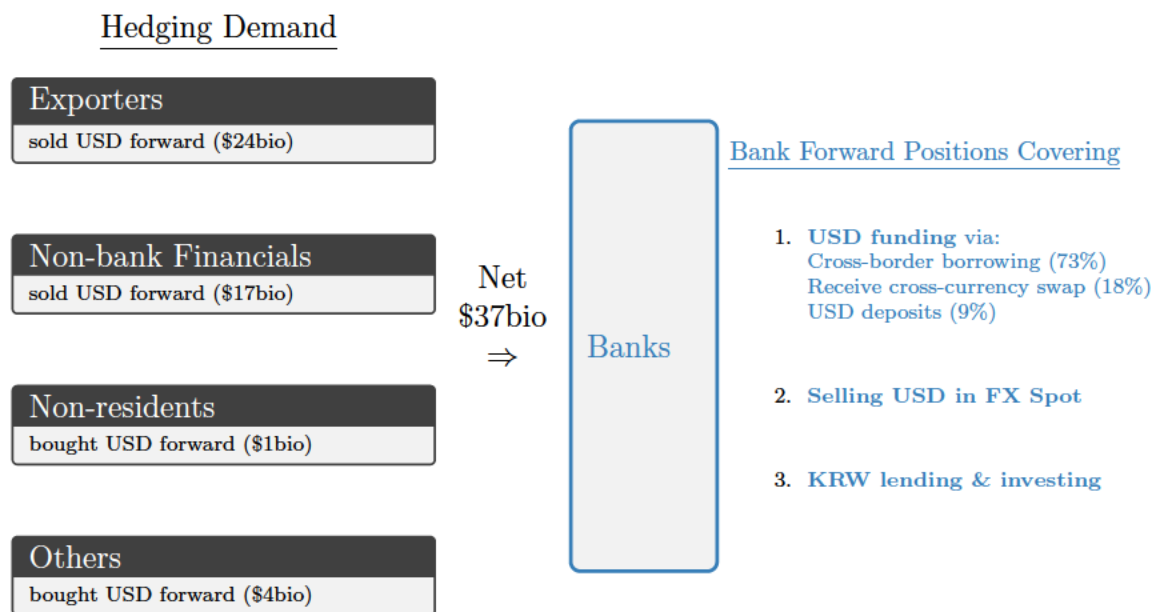 Hedging Demand
Exporters
sold USD forward ($24bio)
Non-bank Financials
sold USD forward ($17bio)
Non-residents
bought USD forward ($1bio)
Others
bought USD forward ($4bio)
Net
$37bio
⇒
Banks
Bank Forward Positions Covering
1. USD funding via:
Cross-border borrowing (73%)
Receive cross-currency swap (18%)
USD deposits (9%)
2. Selling USD in FX Spot
3. KRW lending & investing